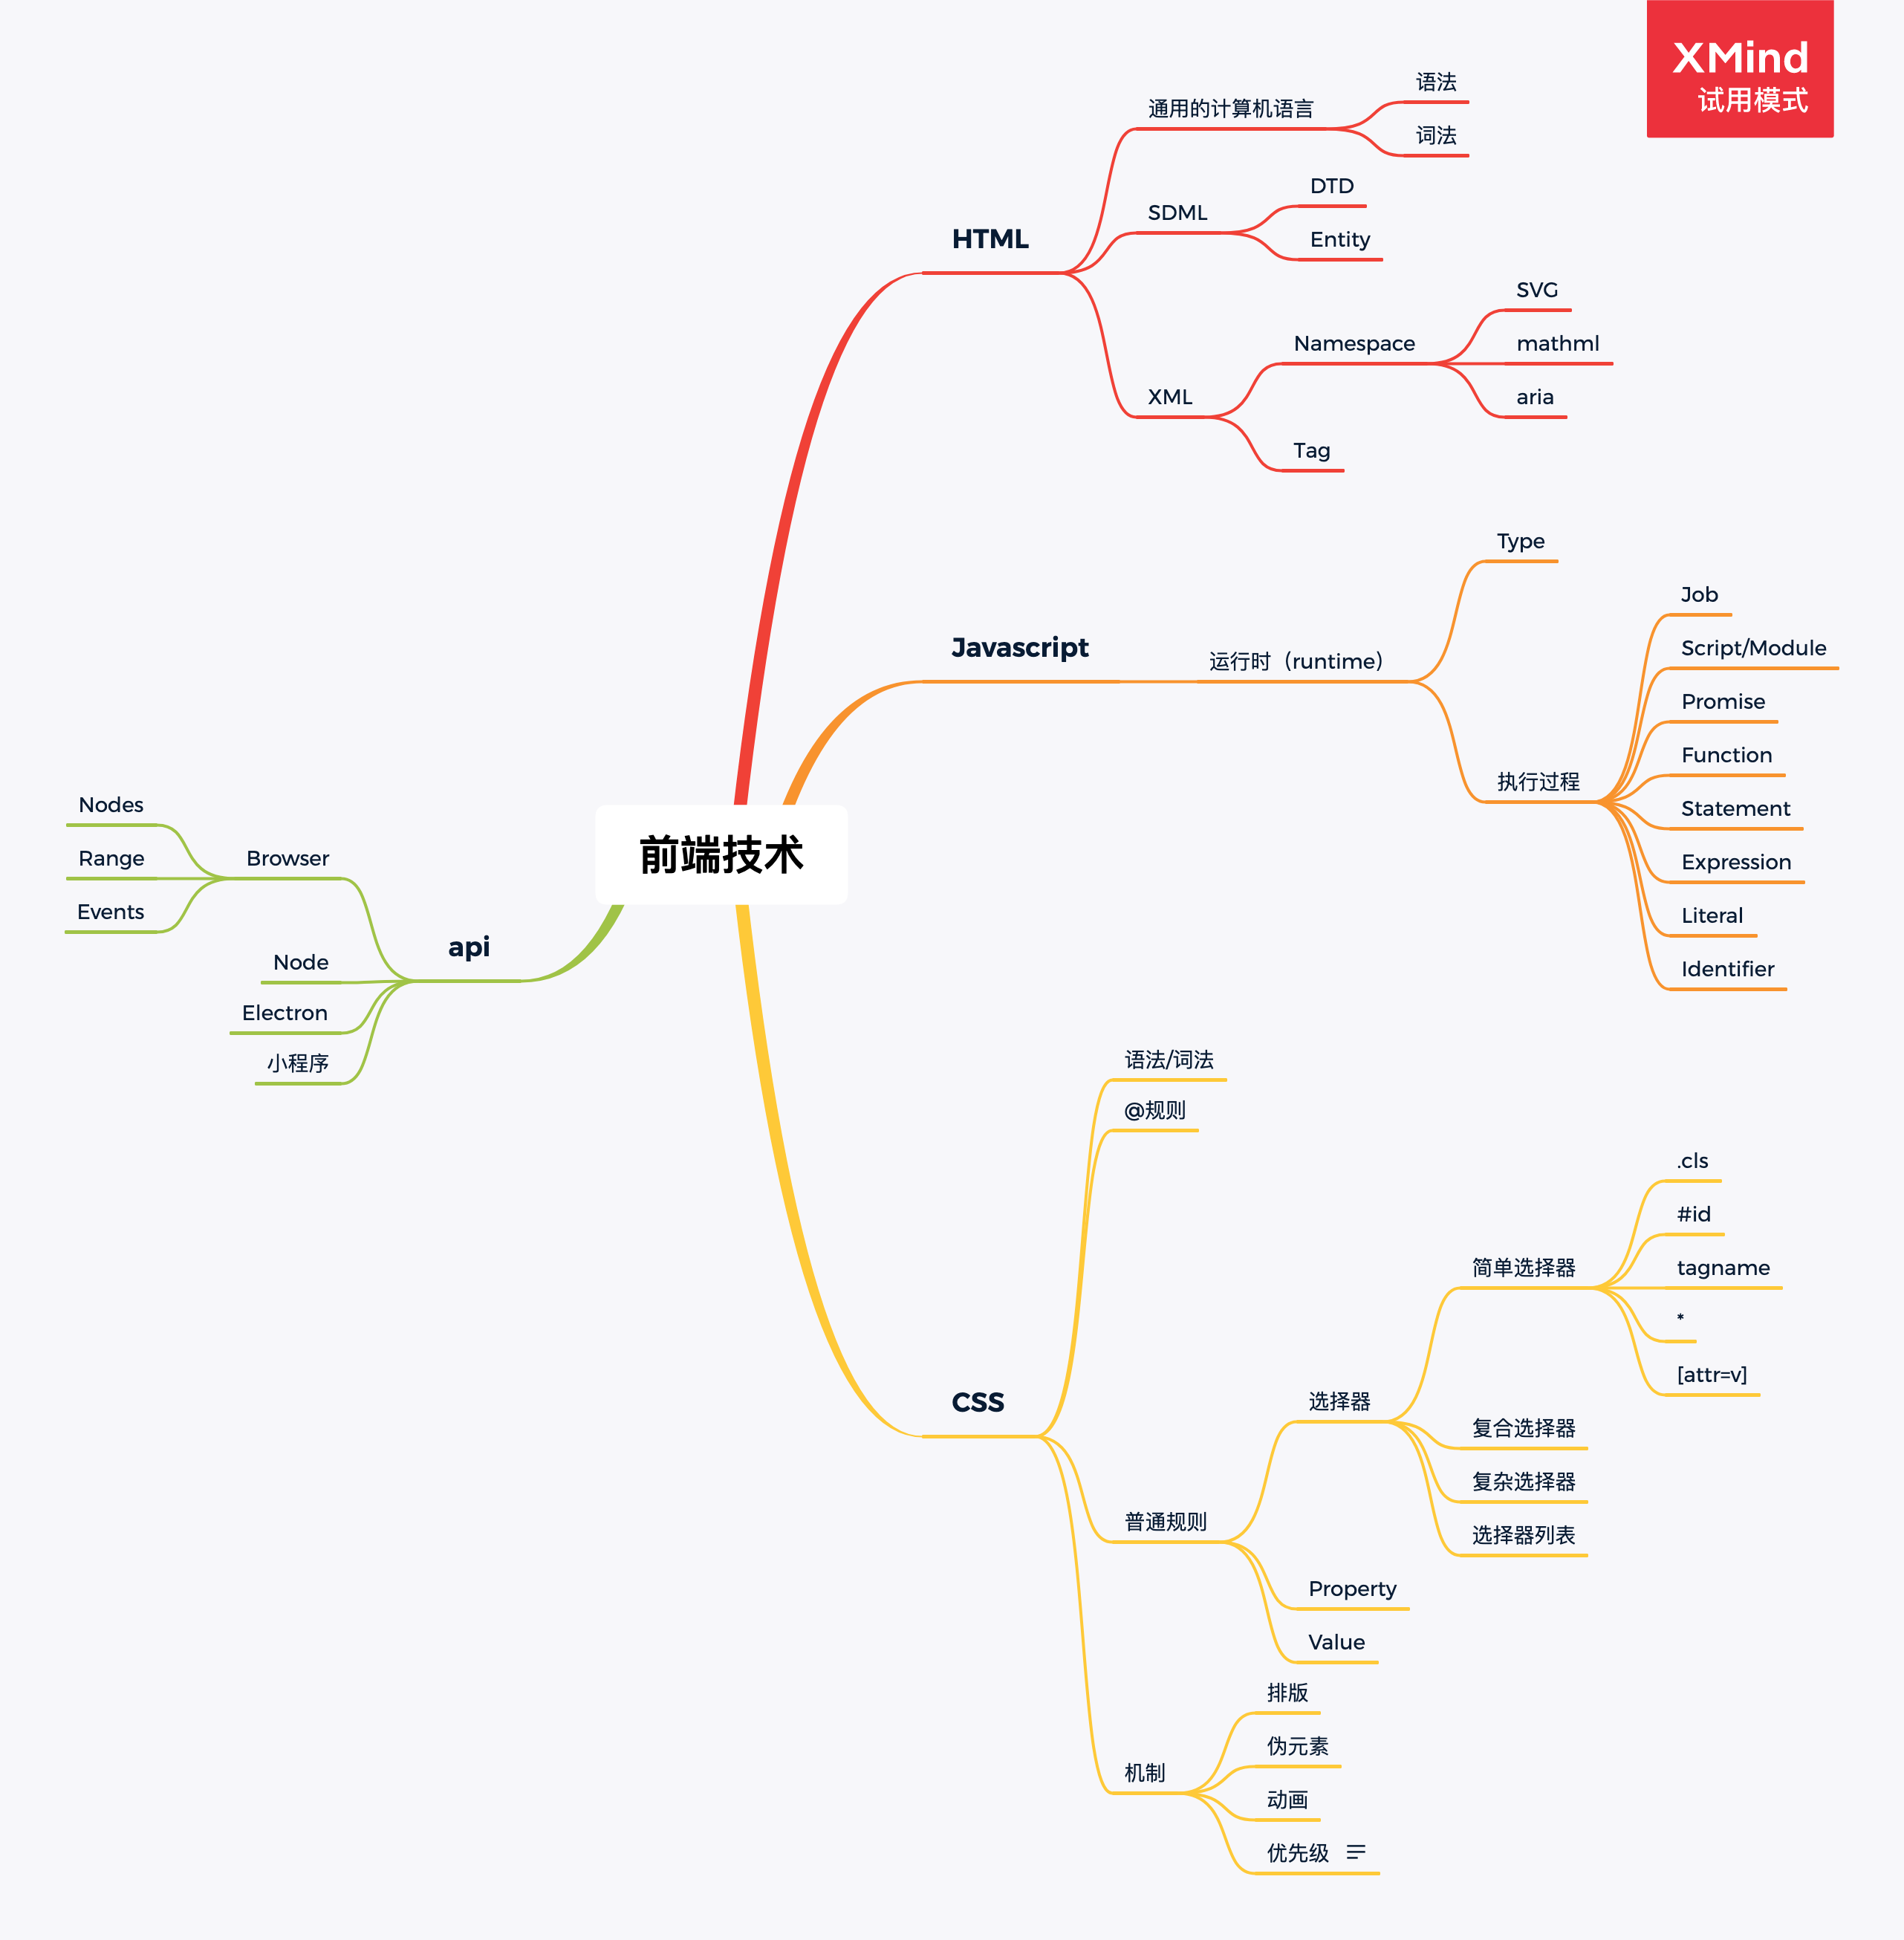 XMind
试用模式
前端技术
HTML
通用的计算机语言
语法
词法
SDML
DTD
Entity
XML
Namespace
SVG
mathml
aria
Tag
Javascript
运行时（runtime）
Type
执行过程
Job
Script/Module
Promise
Function
Statement
Expression
Literal
Identifier
CSS
语法/词法
@规则
普通规则
选择器
简单选择器
.cls
#id
tagname
*
[attr=v]
复合选择器
复杂选择器
选择器列表
Property
Value
机制
排版
伪元素
动画
优先级
api
Browser
Nodes
Range
Events
Node
Electron
小程序